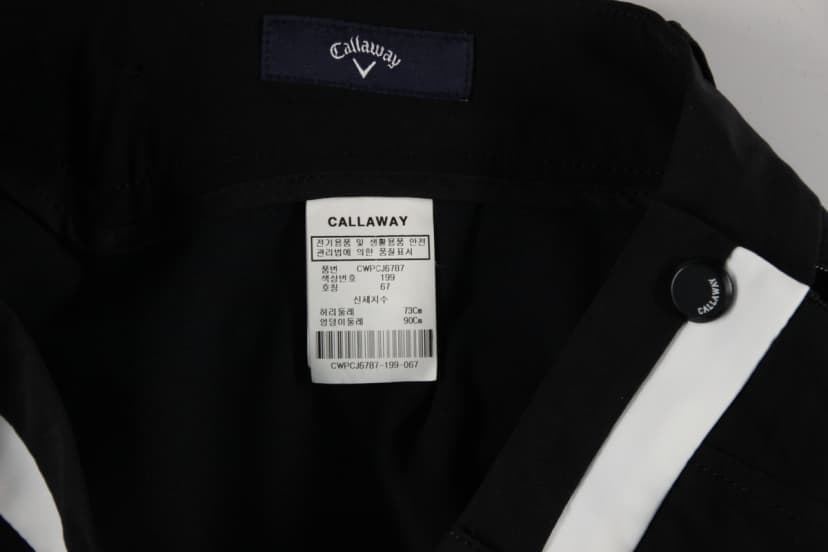 Callaway
CALLAWAY
전기용품 및 생활용품 안전
관리법에 의한 품질표시
품번 CWPCJ6787
색상번호 199
호칭 67
신체치수
허리둘레 73Cm
엉덩이둘레 90Cm
CWPCJ6787-199-067
CALLAWAY